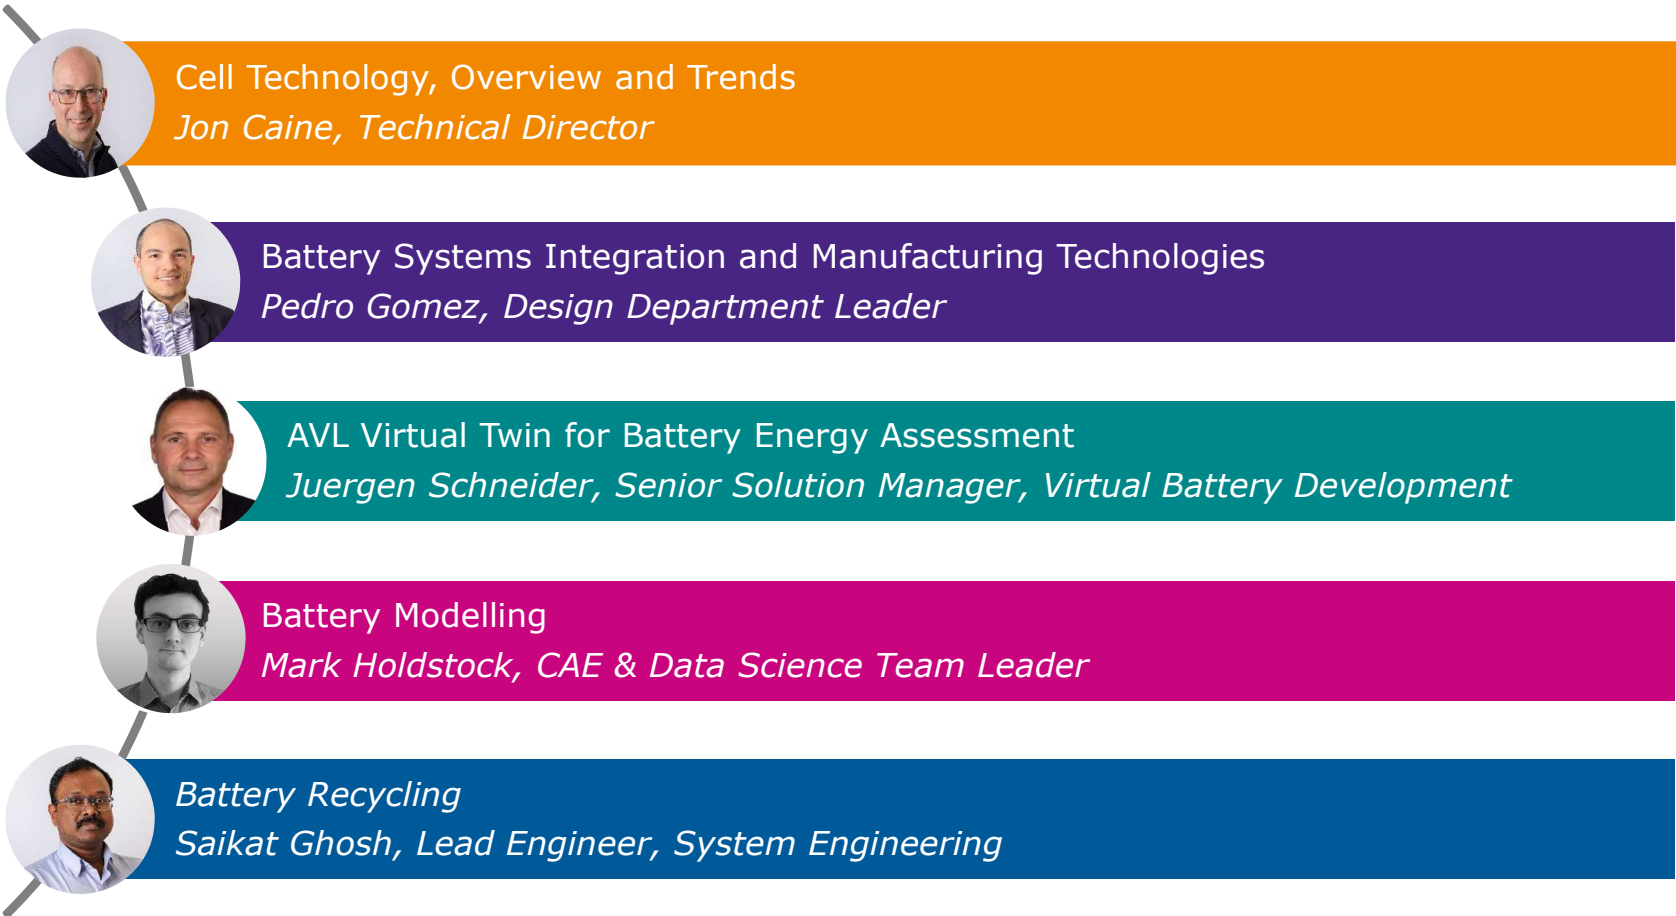 Cell Technology, Overview and Trends
Jon Caine, Technical Director
Battery Systems Integration and Manufacturing Technologies
Pedro Gomez, Design Department Leader
AVL Virtual Twin for Battery Energy Assessment
Juergen Schneider, Senior Solution Manager, Virtual Battery Development
Battery Modelling
Mark Holdstock, CAE & Data Science Team Leader
Battery Recycling
Saikat Ghosh, Lead Engineer, System Engineering